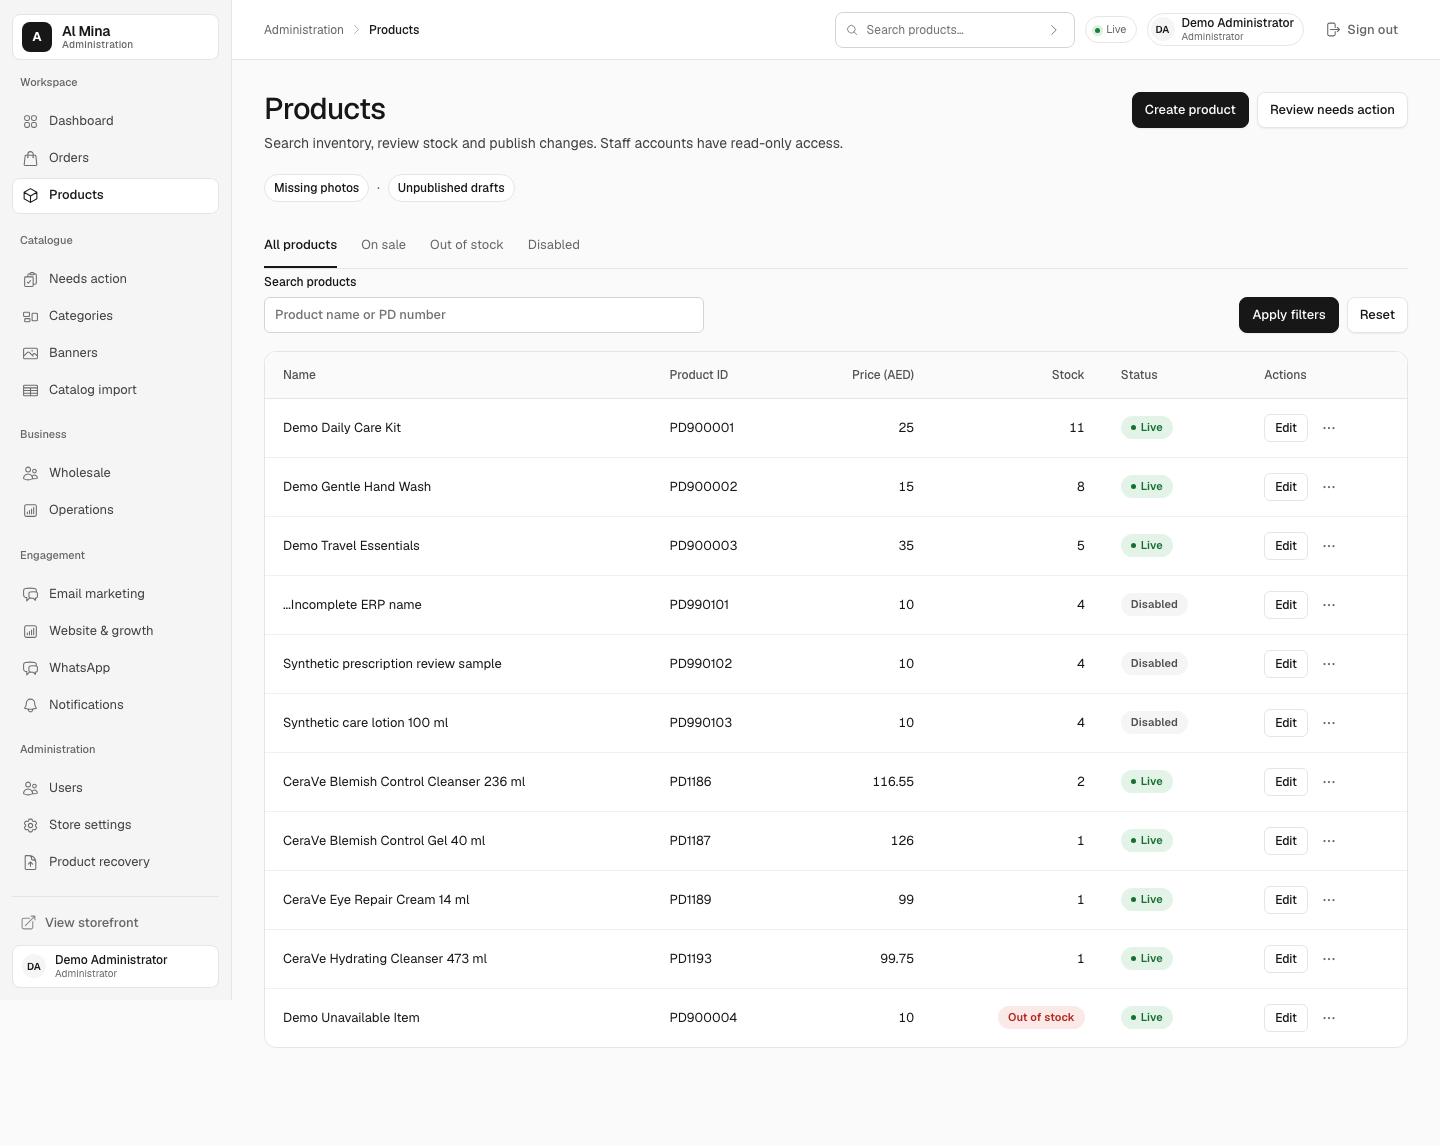 A
Al Mina
Administration
Workspace
Dashboard
Orders
Products
Catalogue
Needs action
Categories
Banners
Catalog import
Business
Wholesale
Operations
Engagement
Email marketing
Website & growth
WhatsApp
Notifications
Administration
Users
Store settings
Product recovery
View storefront
DA
Demo Administrator
Administrator
Administration > Products
Search products...
Live
DA
Demo Administrator
Administrator
Sign out
Products
Create product
Review needs action
Search inventory, review stock and publish changes. Staff accounts have read-only access.
Missing photos · Unpublished drafts
All products On sale Out of stock Disabled
Search products
Product name or PD number
Apply filters
Reset
Name Product ID Price (AED) Stock Status Actions
Demo Daily Care Kit PD900001 25 11 Live Edit ...
Demo Gentle Hand Wash PD900002 15 8 Live Edit ...
Demo Travel Essentials PD900003 35 5 Live Edit ...
...Incomplete ERP name PD990101 10 4 Disabled Edit ...
Synthetic prescription review sample PD990102 10 4 Disabled Edit ...
Synthetic care lotion 100 ml PD990103 10 4 Disabled Edit ...
CeraVe Blemish Control Cleanser 236 ml PD1186 116.55 2 Live Edit ...
CeraVe Blemish Control Gel 40 ml PD1187 126 1 Live Edit ...
CeraVe Eye Repair Cream 14 ml PD1189 99 1 Live Edit ...
CeraVe Hydrating Cleanser 473 ml PD1193 99.75 1 Live Edit ...
Demo Unavailable Item PD900004 10 Out of stock Live Edit ...